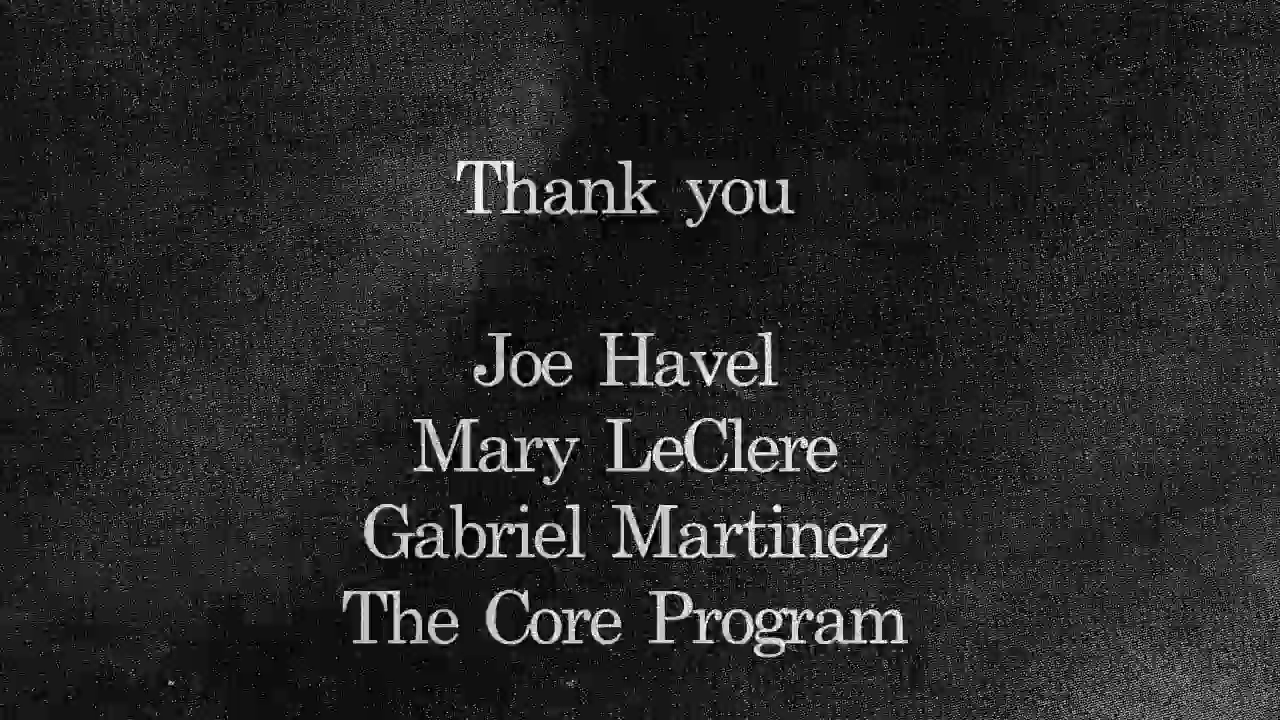 Thank you
Joe Havel
Mary LeClere
Gabriel Martinez
The Core Program